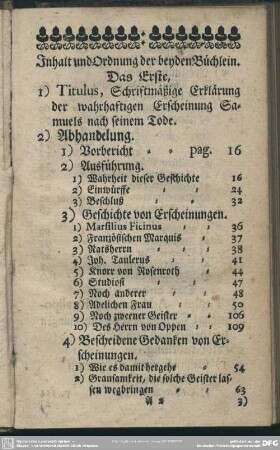 Inhalt und Ordnung der beyden Büchlein.
Das Erste,
1) Titulus, Schriftmäßige Erklärung
der wahrhaftigen Erscheinung Sa-
muels nach seinem Tode.
2) Abhandelung.
1) Vorbericht pag. 16
2) Ausführung.
1) Wahrheit dieser Geschichte 16
2) Einwürffe 24
3) Beschluß 32
3) Geschichte von Erscheinungen.
1) Marsilius Ficinus 36
2) Französischen Marquis 37
3) Ratsherrn 38
4) Joh. Taulerus 41
5) Knorr von Rosenroth 44
6) Studiosi 47
7) Noch anderer 48
8) Adelichen Frau 50
9) Noch zweener Geister 106
10) Des Herrn von Oppen 109
4) Bescheidene Gedanken von Er-
scheinungen.
1) Wie es damit hergehe 54
2) Grausamkeit, die solche Geister las-
sen wegbringen 63
A 2 3)